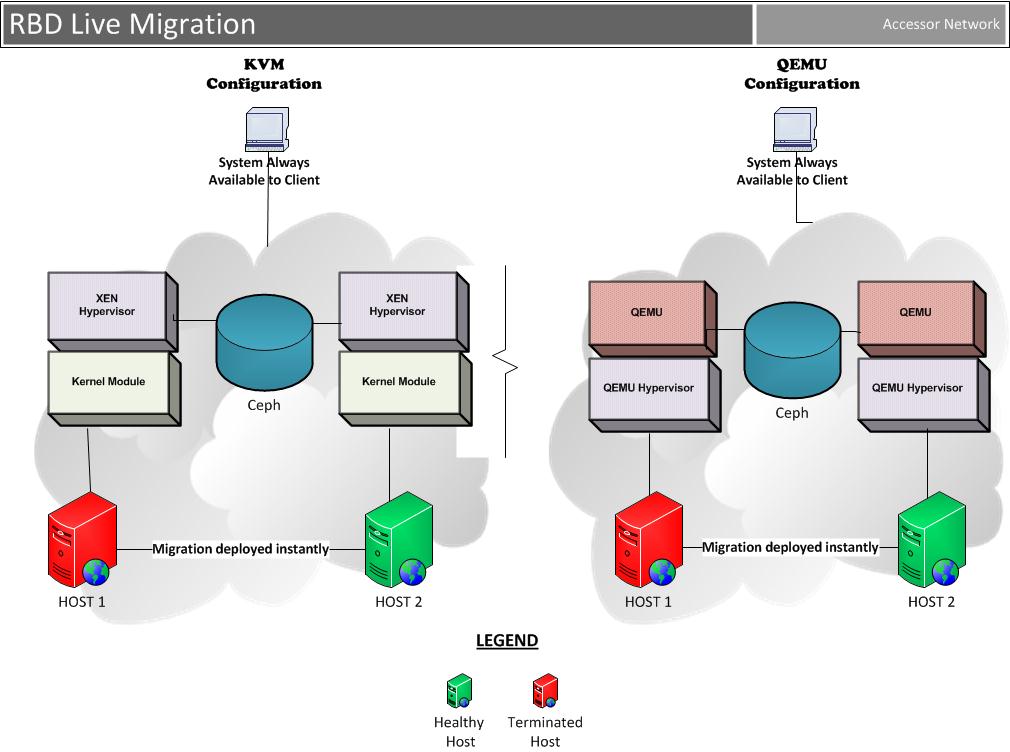 RBD Live Migration
Accessor Network
KVM
Configuration
System Always
Available to Client
XEN
Hypervisor
XEN
Hypervisor
Kernel Module
Kernel Module
Ceph
Migration deployed instantly
HOST 1
HOST 2
QEMU
Configuration
System Always
Available to Client
QEMU
QEMU
QEMU Hypervisor
QEMU Hypervisor
Ceph
Migration deployed instantly
HOST 1
HOST 2
LEGEND
Healthy
Host
Terminated
Host